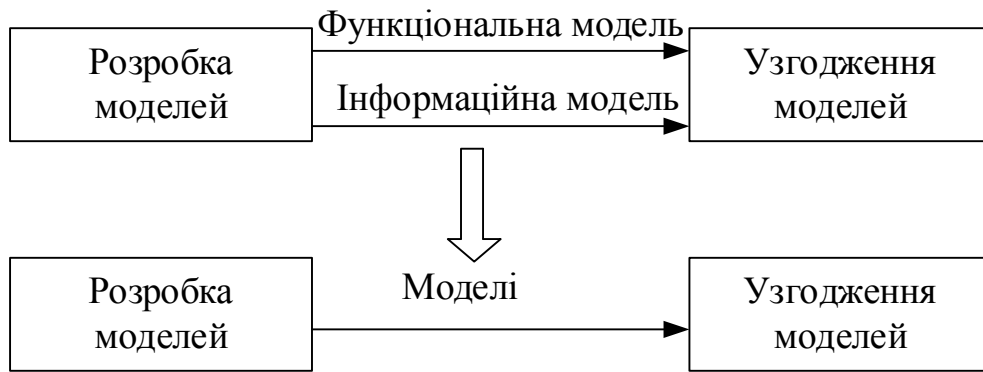 Функціональна модель
Розробка
моделей
Інформаційна модель
Узгодження
моделей
Розробка
моделей
Моделі
Узгодження
моделей